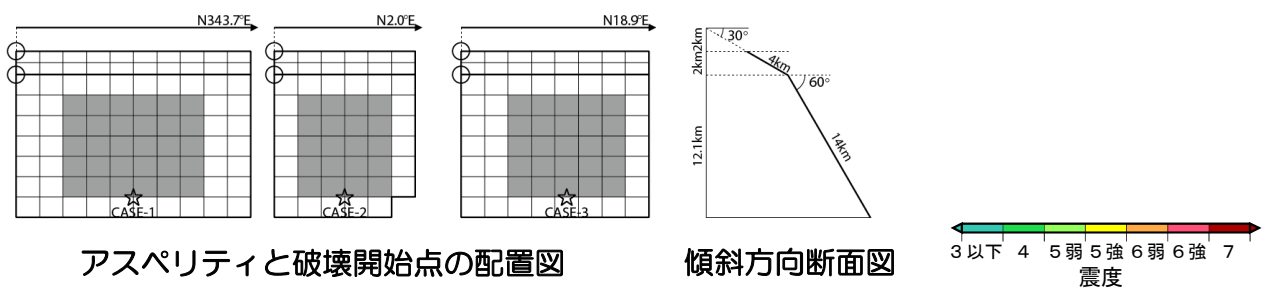 N343.7°E
N2.0°E
N18.9°E
CASE-1
CASE-2
CASE-3
アスペリティと破壊開始点の配置図
30°
2km
2km
4km
60°
12.1km
14km
傾斜方向断面図
3以下 4 5弱 5強 6弱 6強 7
震度